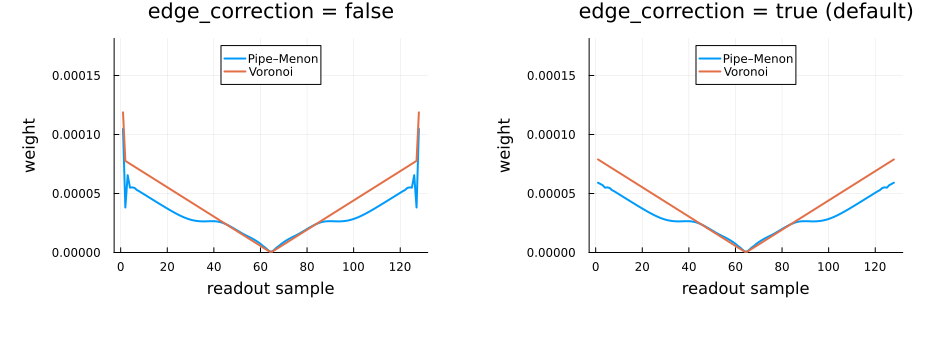 edge_correction = false
weight
0.00015
0.00010
0.00005
0.00000
Pipe–Menon
Voronoi
0 20 40 60 80 100 120
readout sample
edge_correction = true (default)
weight
0.00015
0.00010
0.00005
0.00000
Pipe–Menon
Voronoi
0 20 40 60 80 100 120
readout sample